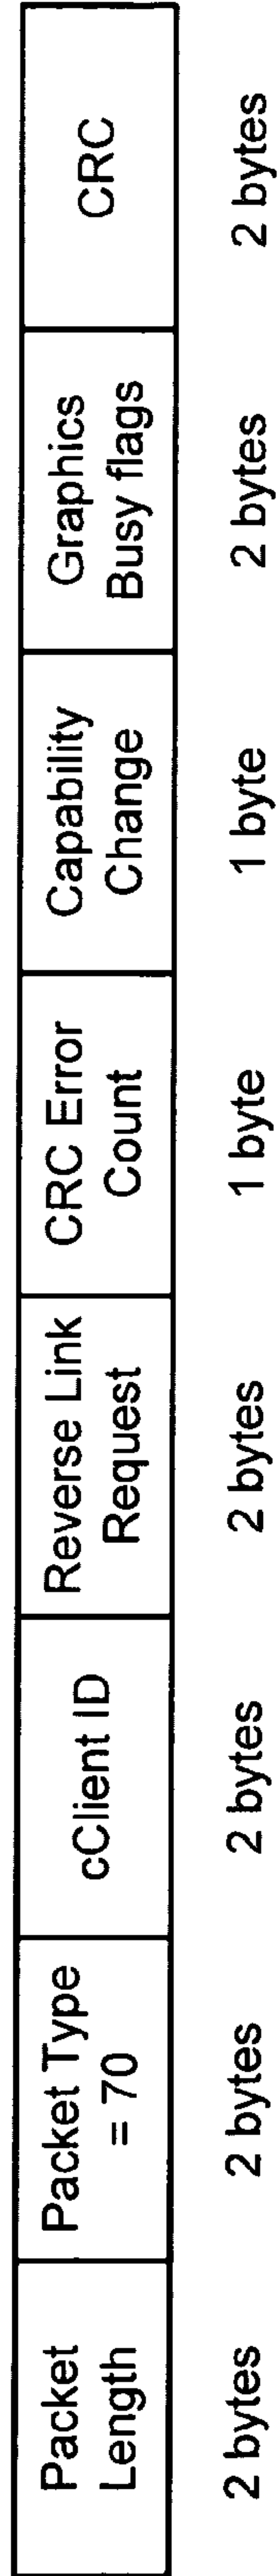 Packet
Length
Packet Type
= 70
cClient ID
Reverse Link
Request
CRC Error
Count
Capability
Change
Graphics
Busy flags
CRC
2 bytes
2 bytes
2 bytes
2 bytes
1 byte
1 byte
2 bytes
2 bytes